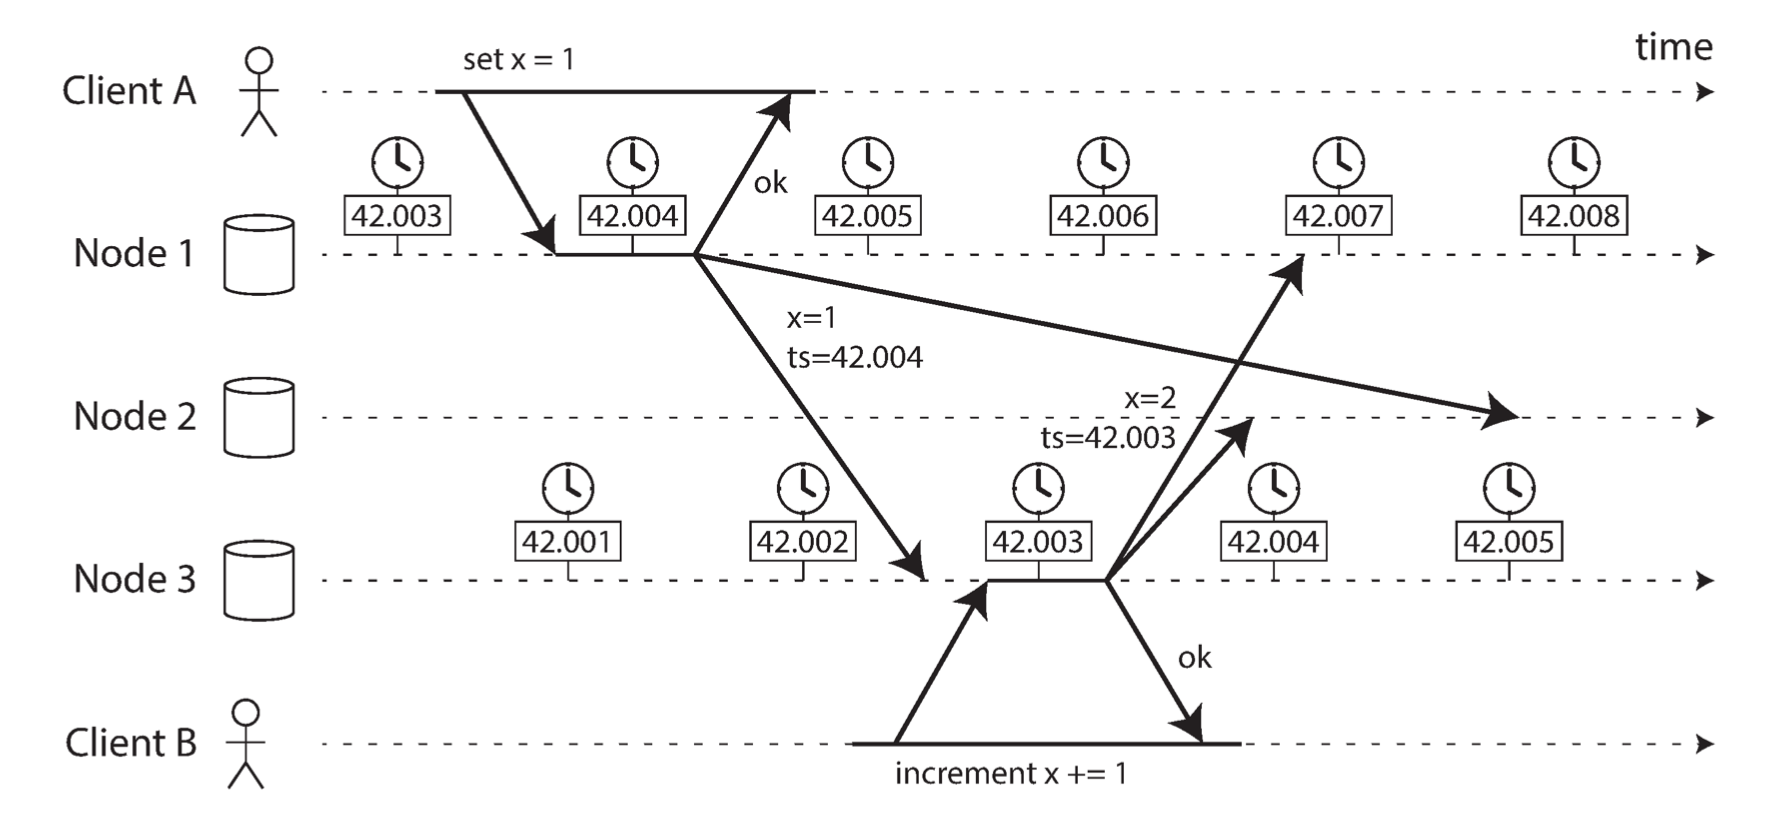 set x = 1
time
Client A
ok
42.003
42.004
42.005
42.006
42.007
42.008
Node 1
x=1
ts=42.004
x=2
Node 2
ts=42.003
42.001
42.002
42.003
42.004
42.005
Node 3
ok
Client B
increment x += 1